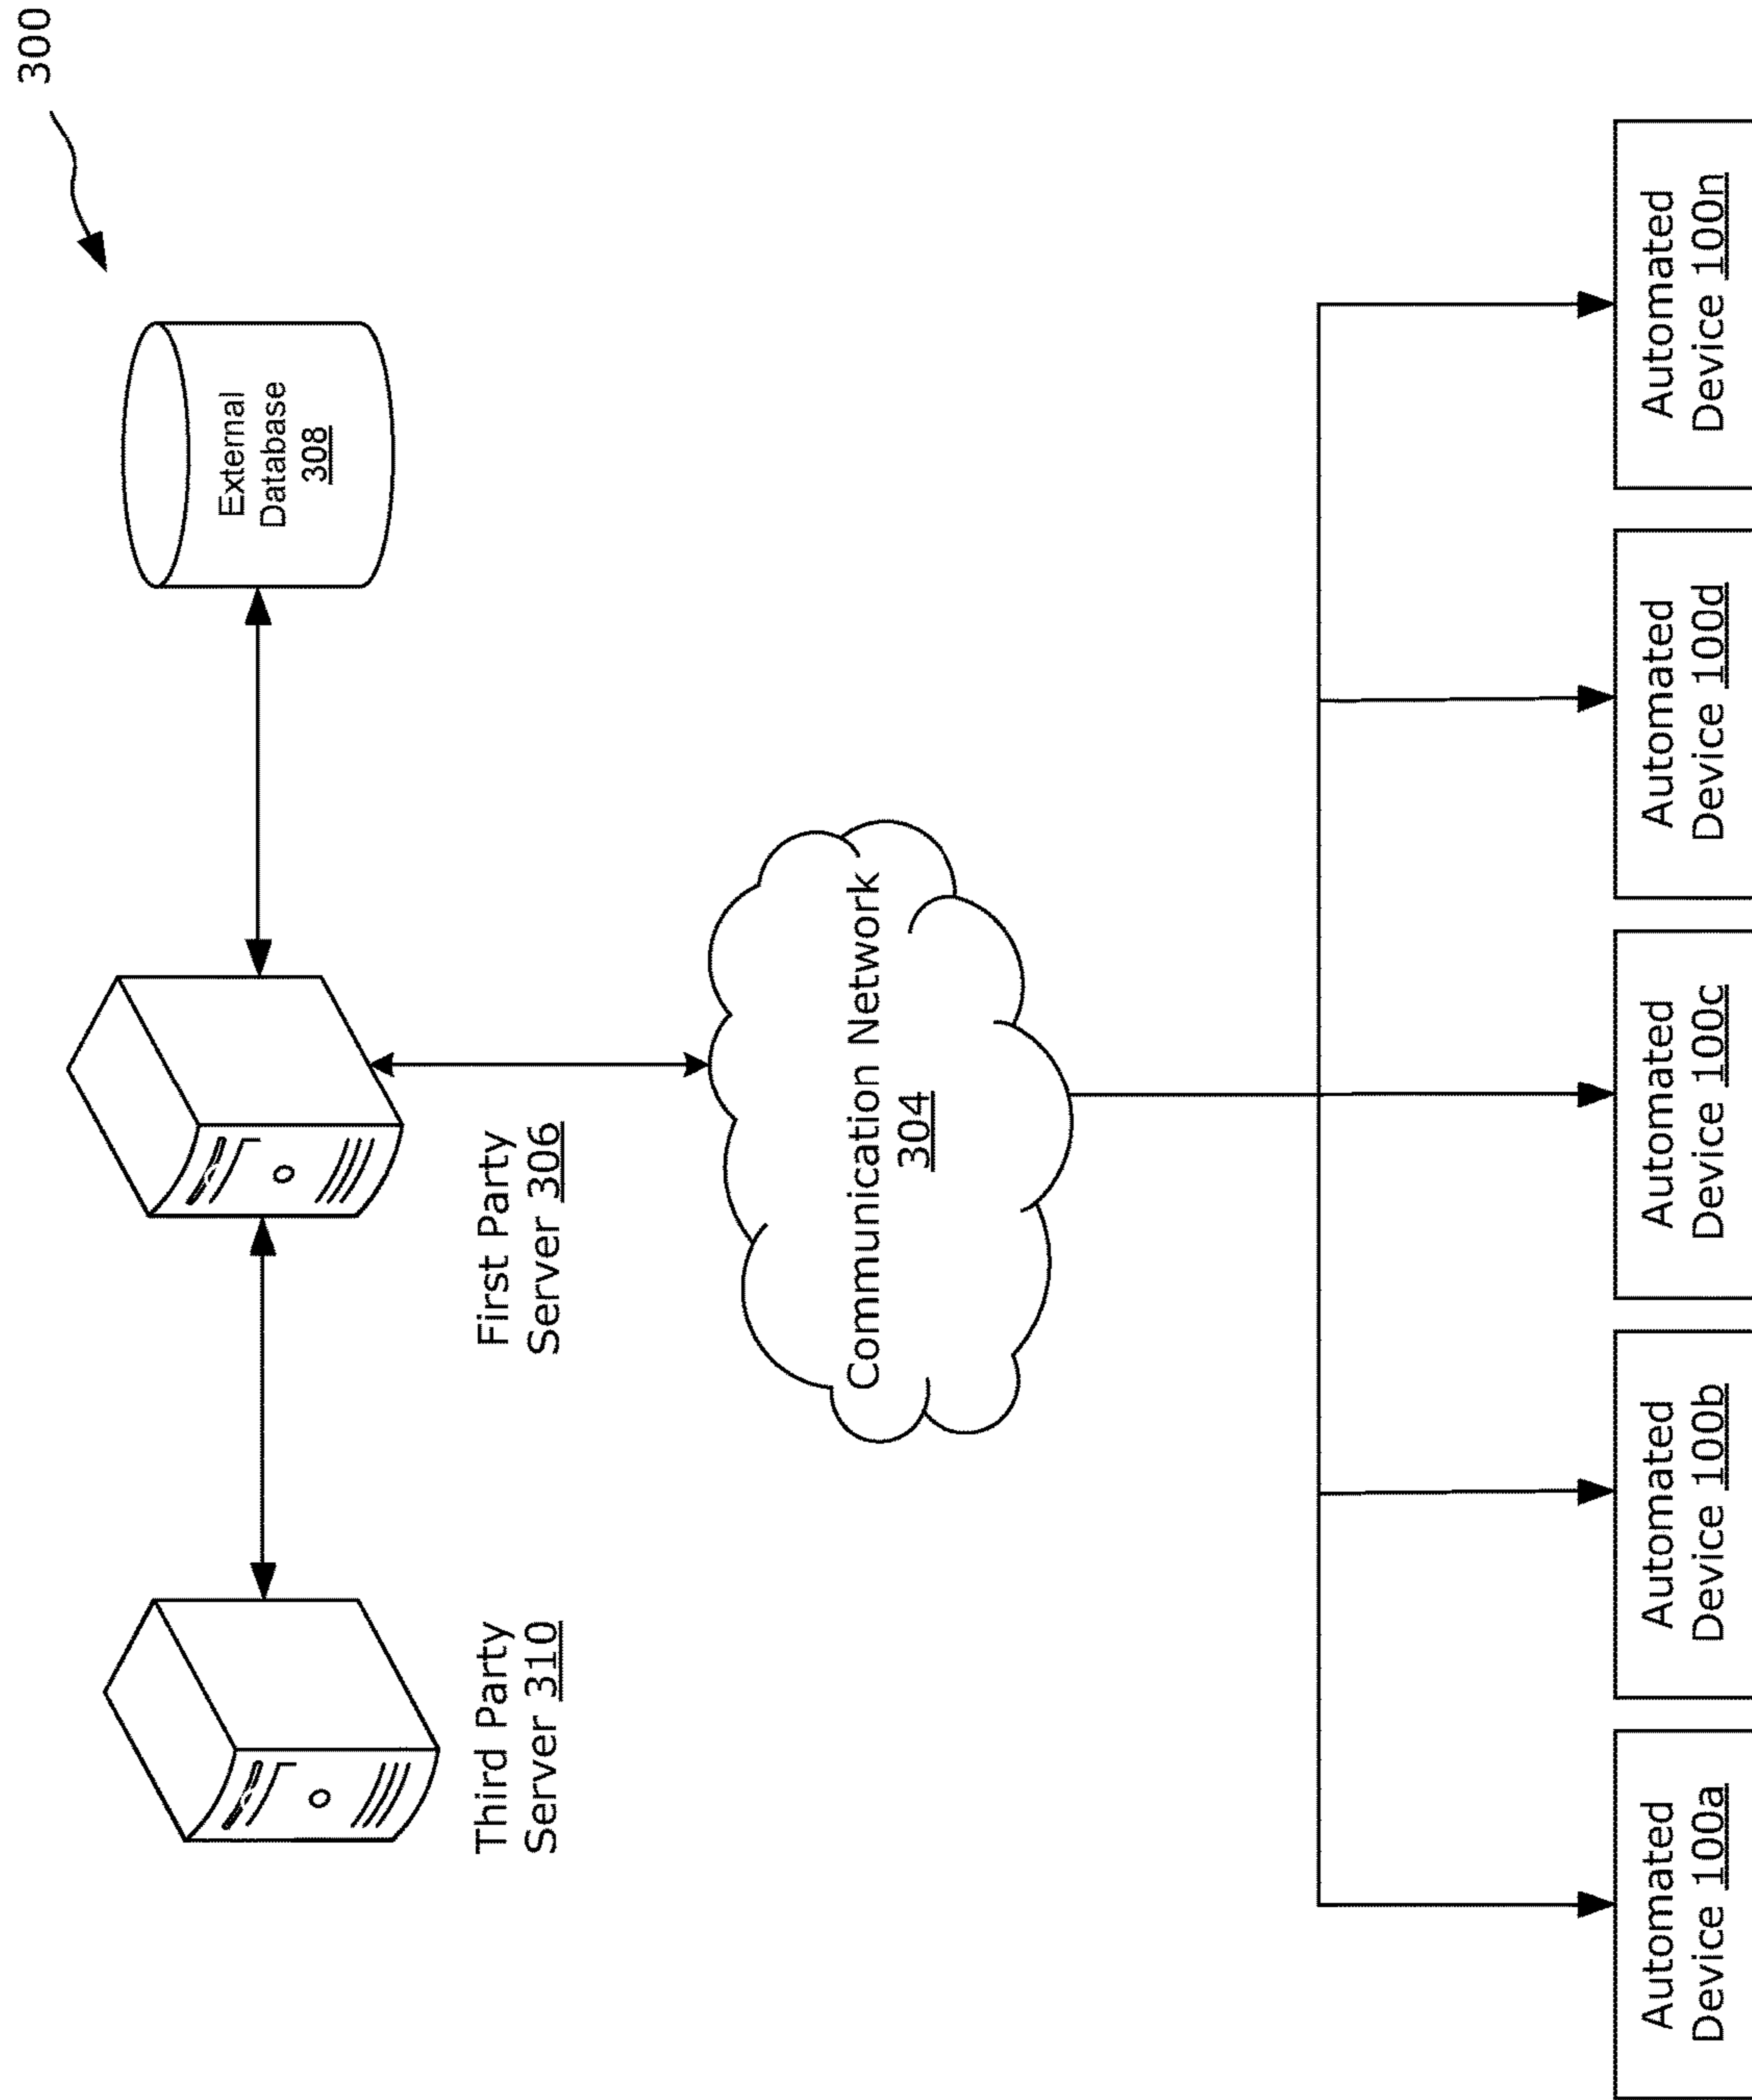 300
External
Database
308
First Party
Server 306
Third Party
Server 310
Communication Network
304
Automated
Device 100a
Automated
Device 100b
Automated
Device 100c
Automated
Device 100d
Automated
Device 100n